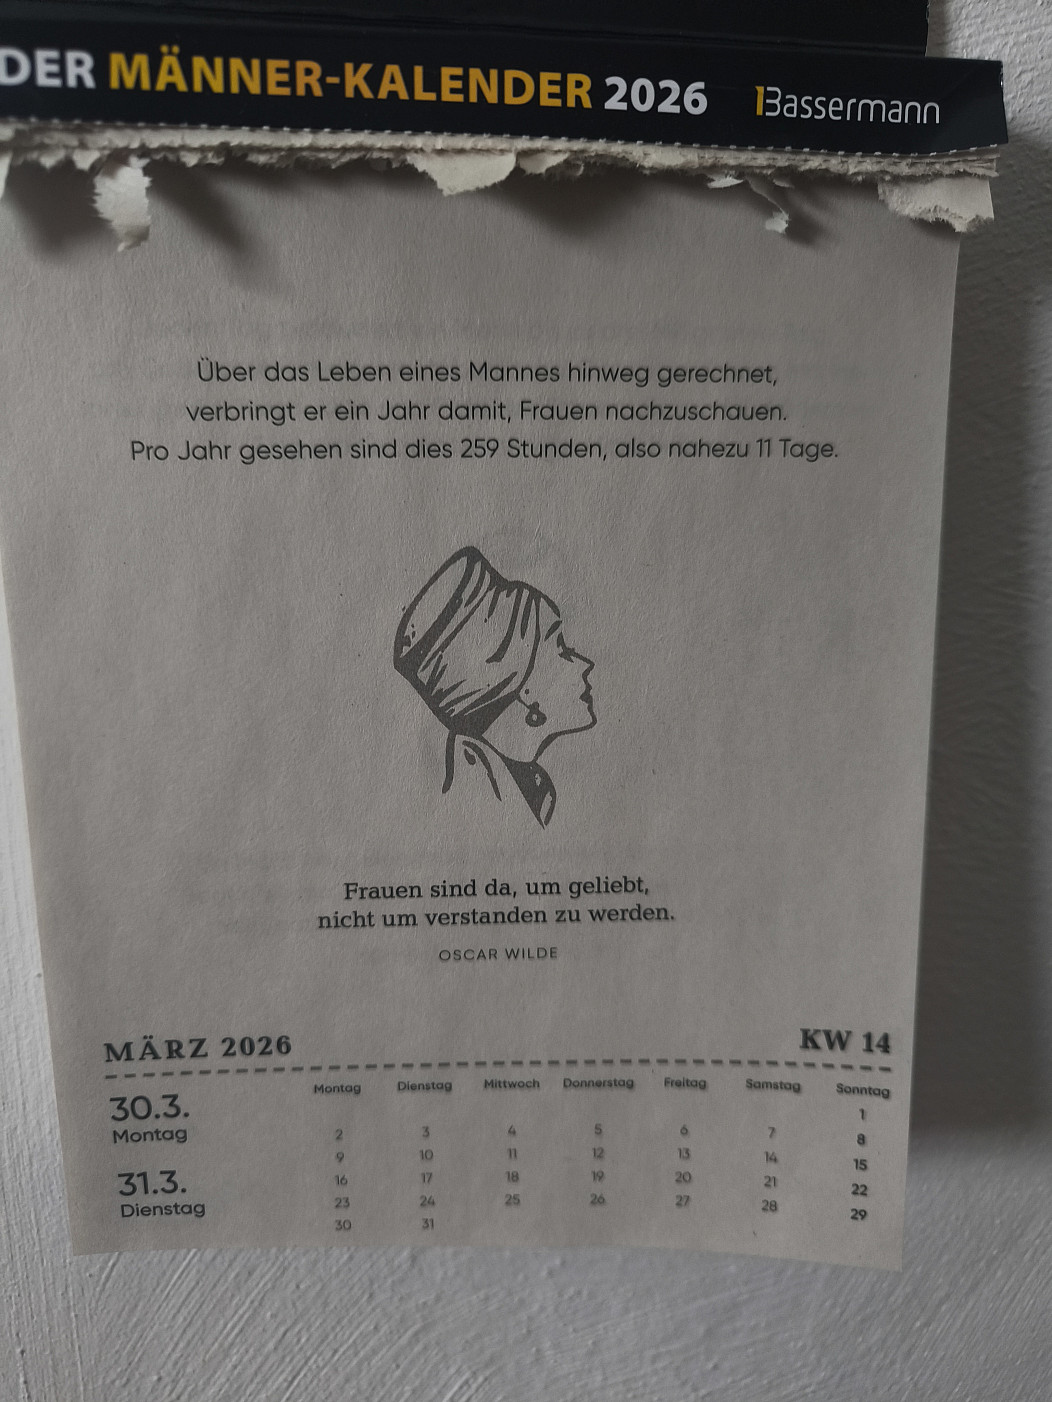 DER MÄNNER-KALENDER 2026 Bassermann
Über das Leben eines Mannes hinweg gerechnet,
verbringt er ein Jahr damit, Frauen nachzuschauen.
Pro Jahr gesehen sind dies 259 Stunden, also nahezu 11 Tage.
Frauen sind da, um geliebt,
nicht um verstanden zu werden.
OSCAR WILDE
MÄRZ 2026 KW 14
30.3.
Montag
31.3.
Dienstag
Montag Dienstag Mittwoch Donnerstag Freitag Samstag Sonntag
1
2 3 4 5 6 7 8
9 10 11 12 13 14 15
16 17 18 19 20 21 22
23 24 25 26 27 28 29
30 31